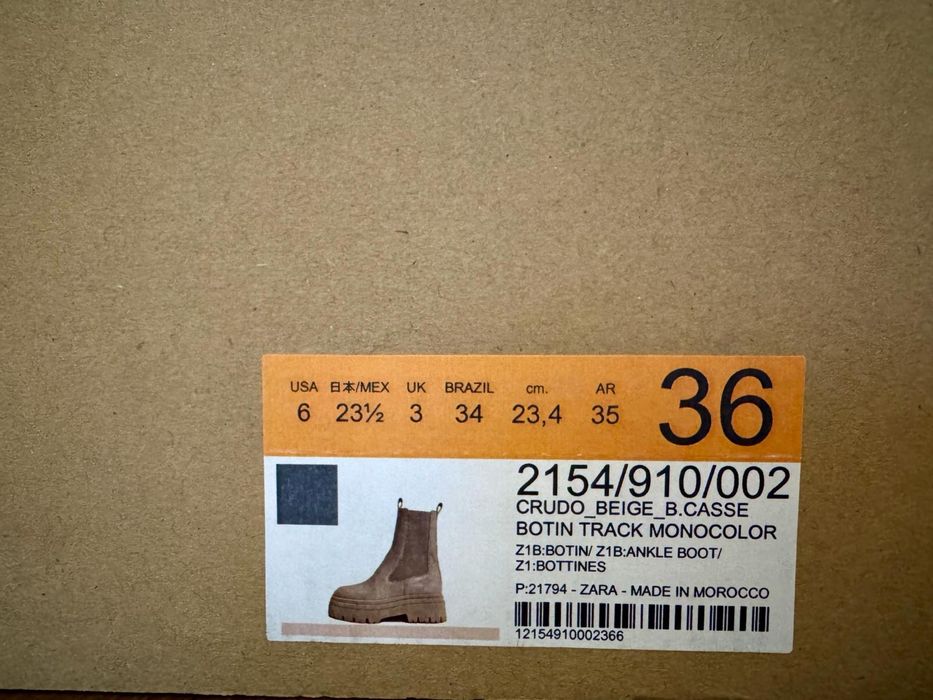 USA 日本/MEX UK BRAZIL cm. AR
6 23½ 3 34 23,4 35
36
2154/910/002
CRUDO_BEIGE_B.CASSE
BOTIN TRACK MONOCOLOR
Z1B:BOTIN/ Z1B:ANKLE BOOT/
Z1:BOTTINES
P:21794 - ZARA - MADE IN MOROCCO
12154910002366